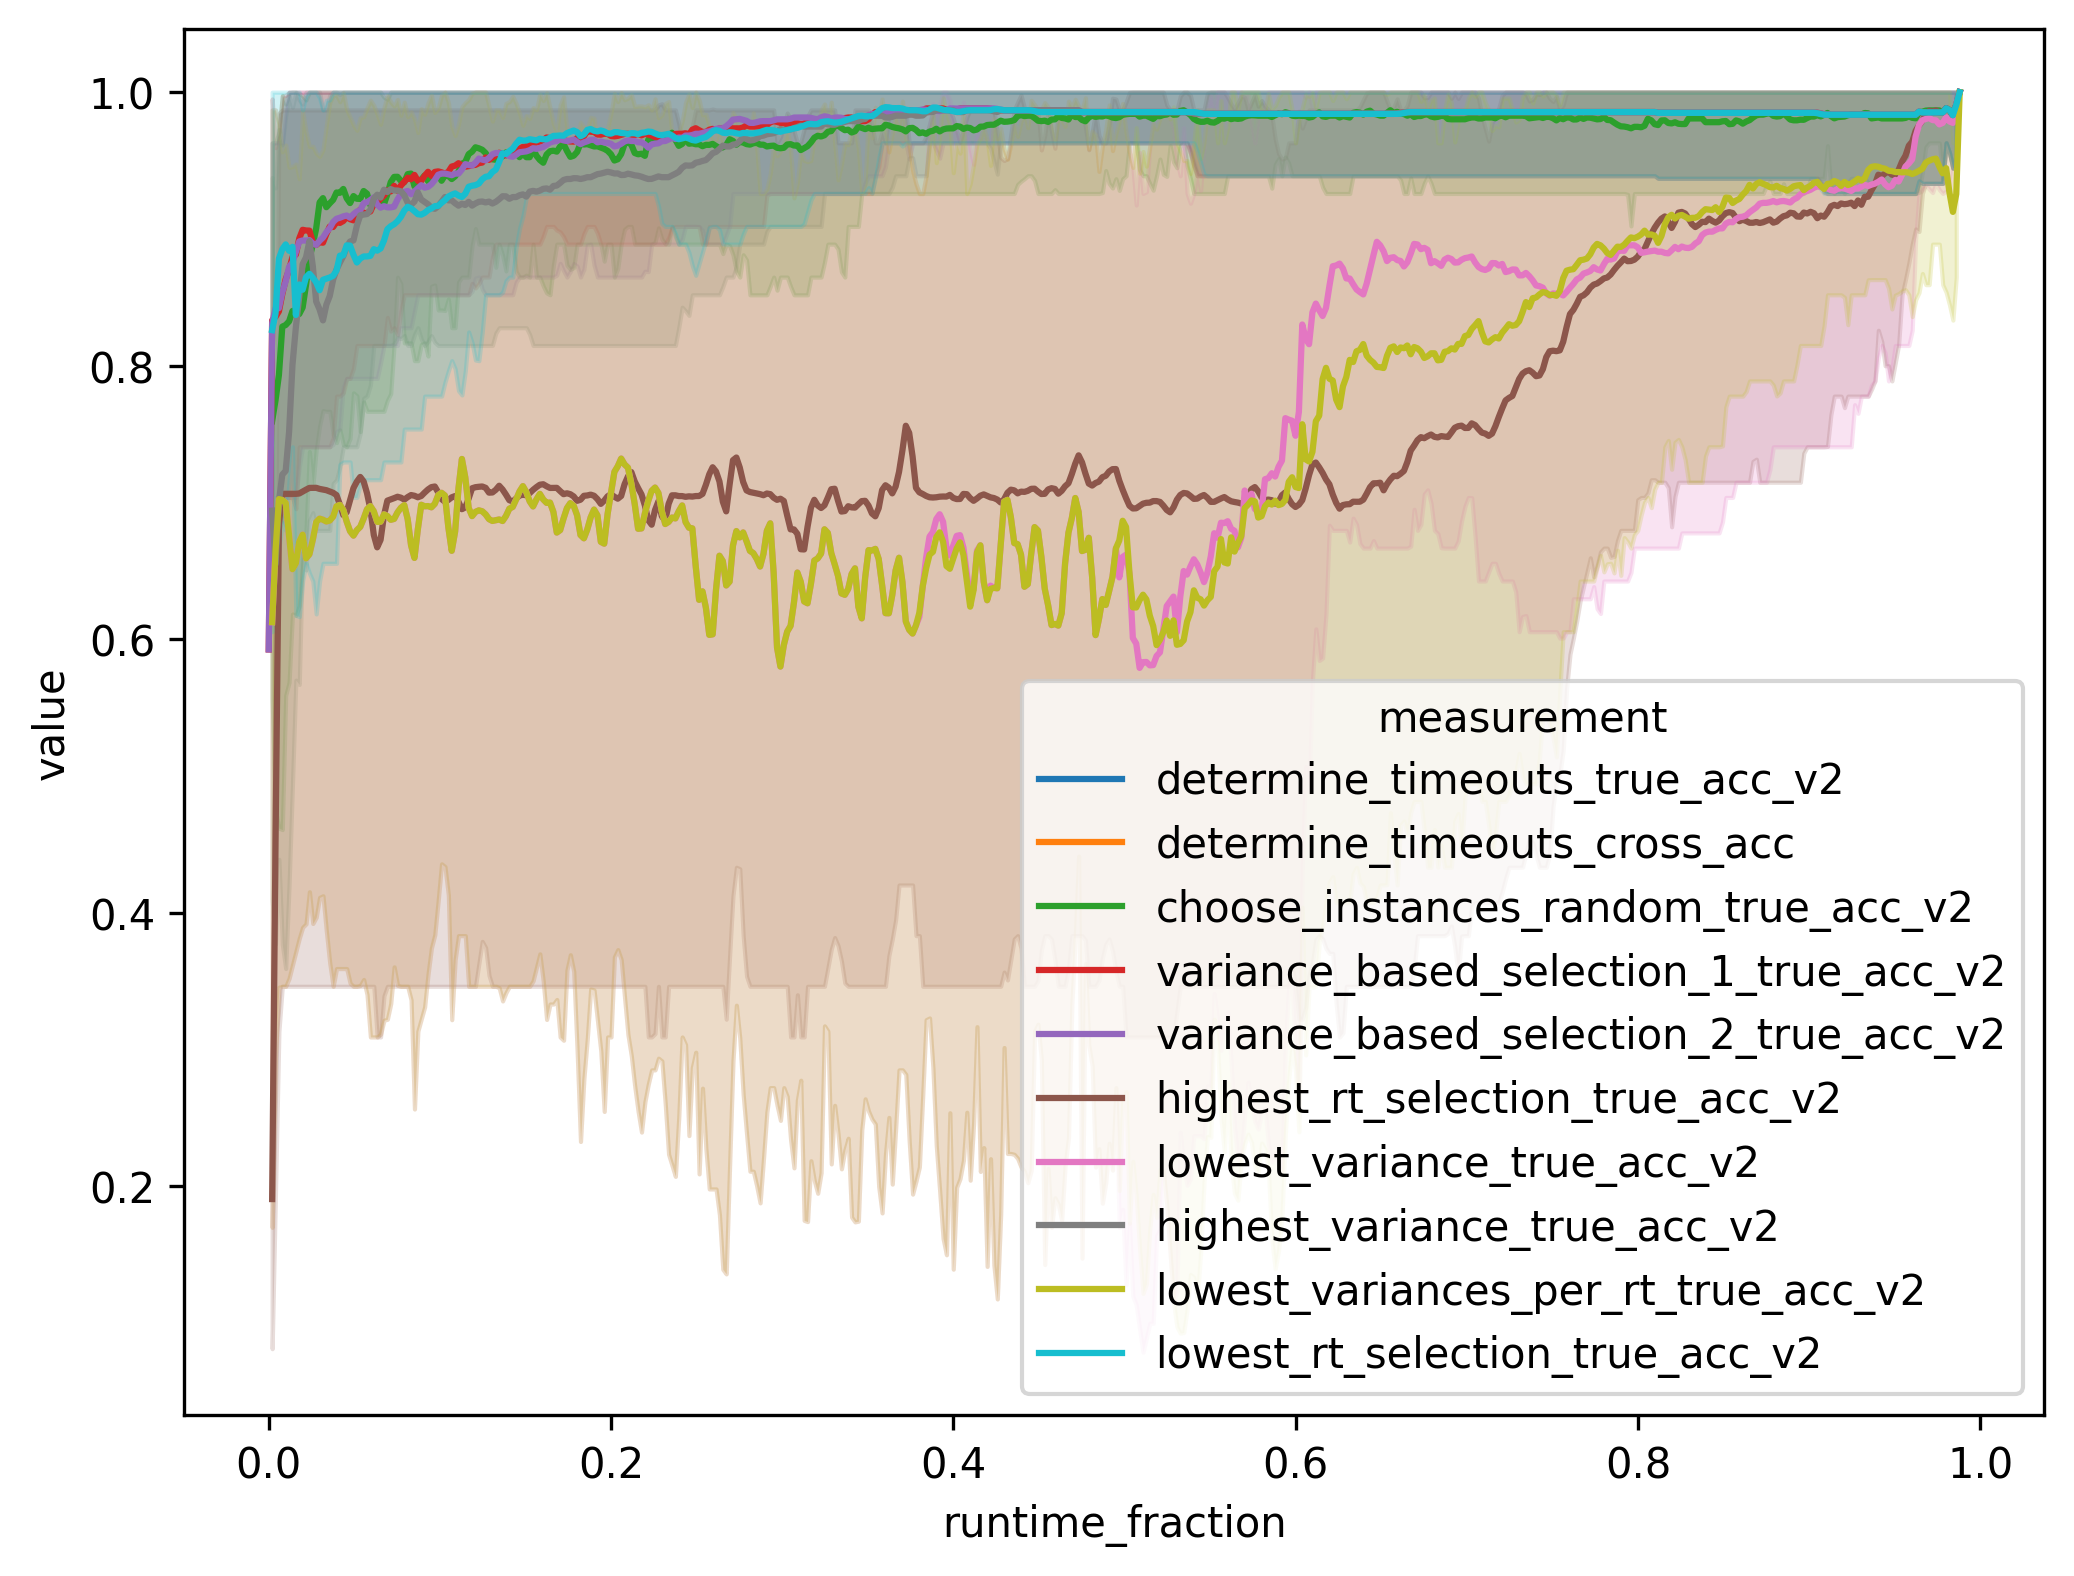 1.0
0.8
0.6
0.4
0.2
value
measurement
determine_timeouts_true_acc_v2
determine_timeouts_cross_acc
choose_instances_random_true_acc_v2
variance_based_selection_1_true_acc_v2
variance_based_selection_2_true_acc_v2
highest_rt_selection_true_acc_v2
lowest_variance_true_acc_v2
highest_variance_true_acc_v2
lowest_variances_per_rt_true_acc_v2
lowest_rt_selection_true_acc_v2
0.0 0.2 0.4 0.6 0.8 1.0
runtime_fraction